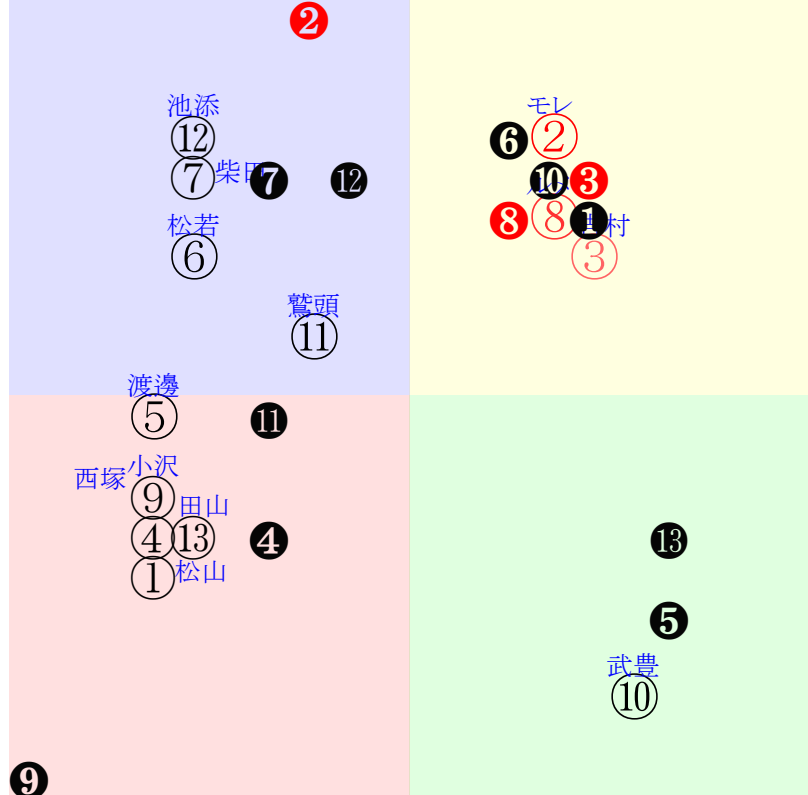 ❷
池添 モレ
⑫ ❻ ②
⑦ 柴田 ❼ ⓬ ❿ ❸
松若 ❽ ⑧ ❶ 村
⑥ ③
鷲頭
⑪
渡邊
⑤ ⓫
西塚 小沢
⑨ 田山
④ ⑬ ❹ ⓭
① 松山
❺
武豊
⑩
❾